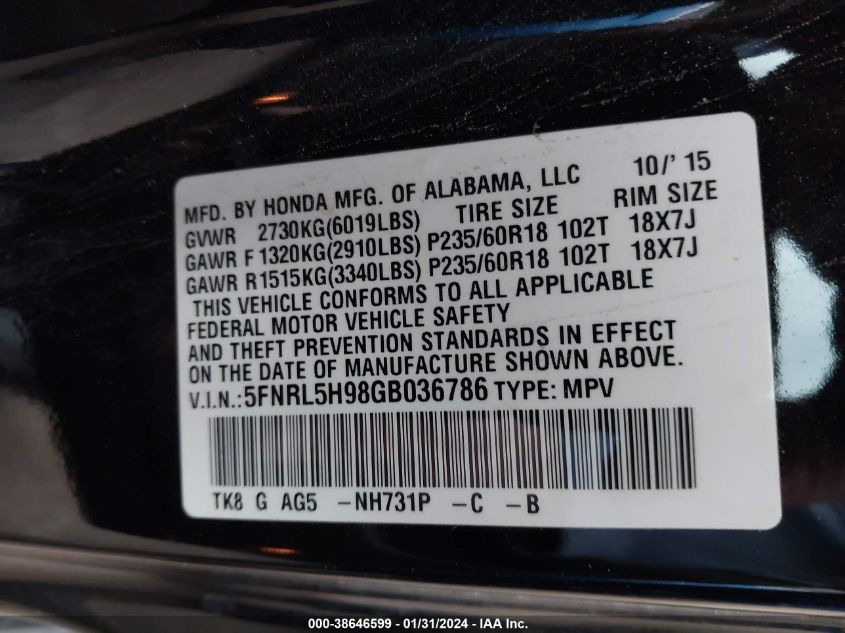 MFD. BY HONDA MFG. OF ALABAMA, LLC 10/' 15
GVWR 2730KG(6019LBS) TIRE SIZE RIM SIZE
GAWR F 1320KG(2910LBS) P235/60R18 102T 18X7J
GAWR R1515KG(3340LBS) P235/60R18 102T 18X7J
THIS VEHICLE CONFORMS TO ALL APPLICABLE
FEDERAL MOTOR VEHICLE SAFETY
AND THEFT PREVENTION STANDARDS IN EFFECT
ON THE DATE OF MANUFACTURE SHOWN ABOVE.
V.I.N.:5FNRL5H98GB036786 TYPE: MPV
TK8 G AG5 -NH731P -C -B
000-38646599 / 01/31/2024 - IAA Inc.